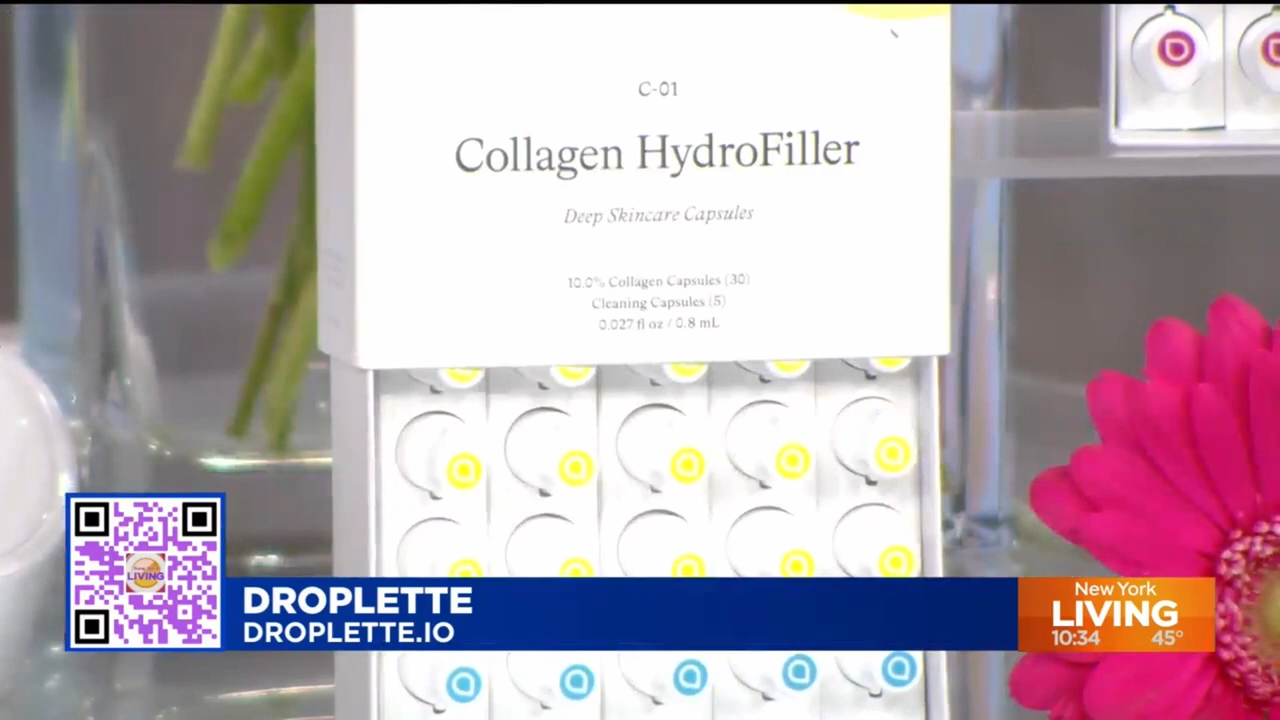 C-01
Collagen HydroFiller
Deep Skincare Capsules
10.0% Collagen Capsules (30)
Cleaning Capsules (5)
0.027 fl oz / 0.8 mL
LIVING
DROPLETTE
DROPLETTE.IO
New York
LIVING
10:34 45°